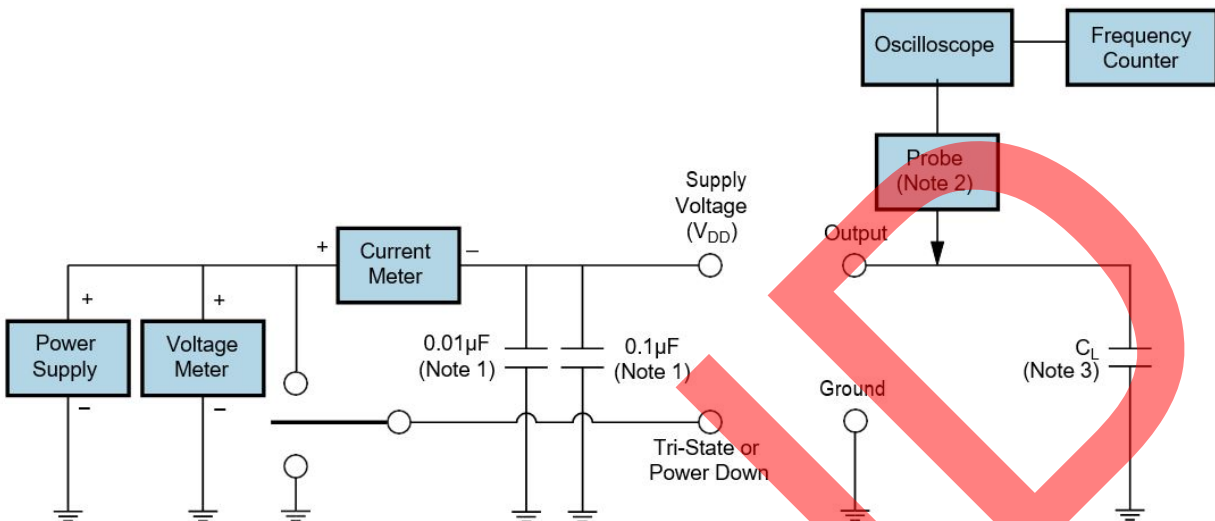 Oscilloscope
Frequency
Counter
Probe
(Note 2)
Supply
Voltage
(VDD)
Output
+
Current
Meter
–
+
+
Power
Supply
Voltage
Meter
0.01µF
(Note 1)
0.1µF
(Note 1)
CL
(Note 3)
–
–
Ground
Tri-State or
Power Down